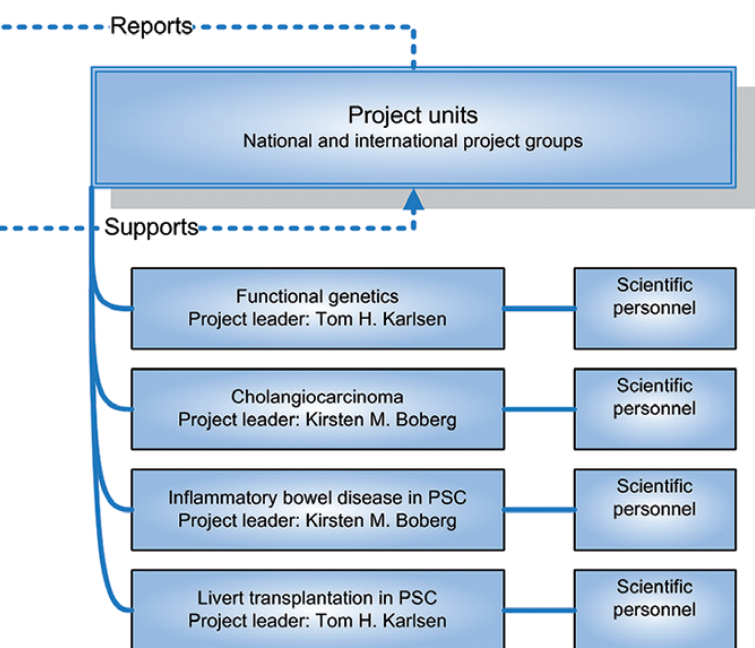 Reports
Project units
National and international project groups
Supports
Functional genetics
Project leader: Tom H. Karlsen
Scientific
personnel
Cholangiocarcinoma
Project leader: Kirsten M. Boberg
Scientific
personnel
Inflammatory bowel disease in PSC
Project leader: Kirsten M. Boberg
Scientific
personnel
Livert transplantation in PSC
Project leader: Tom H. Karlsen
Scientific
personnel